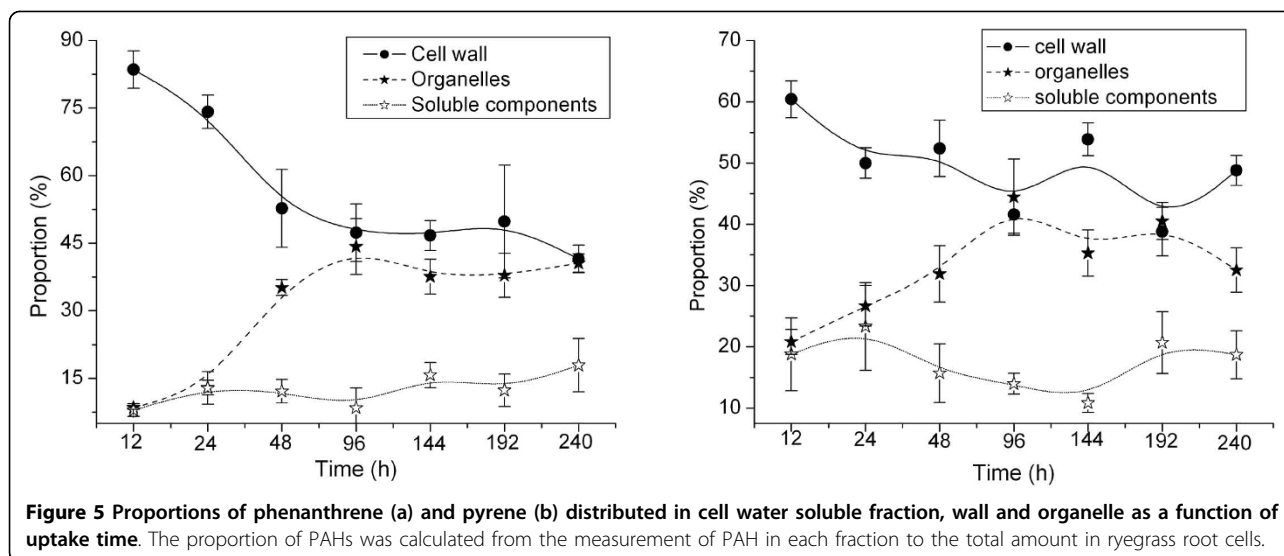 90
75
60
45
30
15
Proportion (%)
Cell wall
Organelles
Soluble components
12 24 48 96 144 192 240
Time (h)
70
60
50
40
30
20
10
Proportion (%)
cell wall
organelles
soluble components
12 24 48 96 144 192 240
Time (h)
Figure 5 Proportions of phenanthrene (a) and pyrene (b) distributed in cell water soluble fraction, wall and organelle as a function of
uptake time. The proportion of PAHs was calculated from the measurement of PAH in each fraction to the total amount in ryegrass root cells.